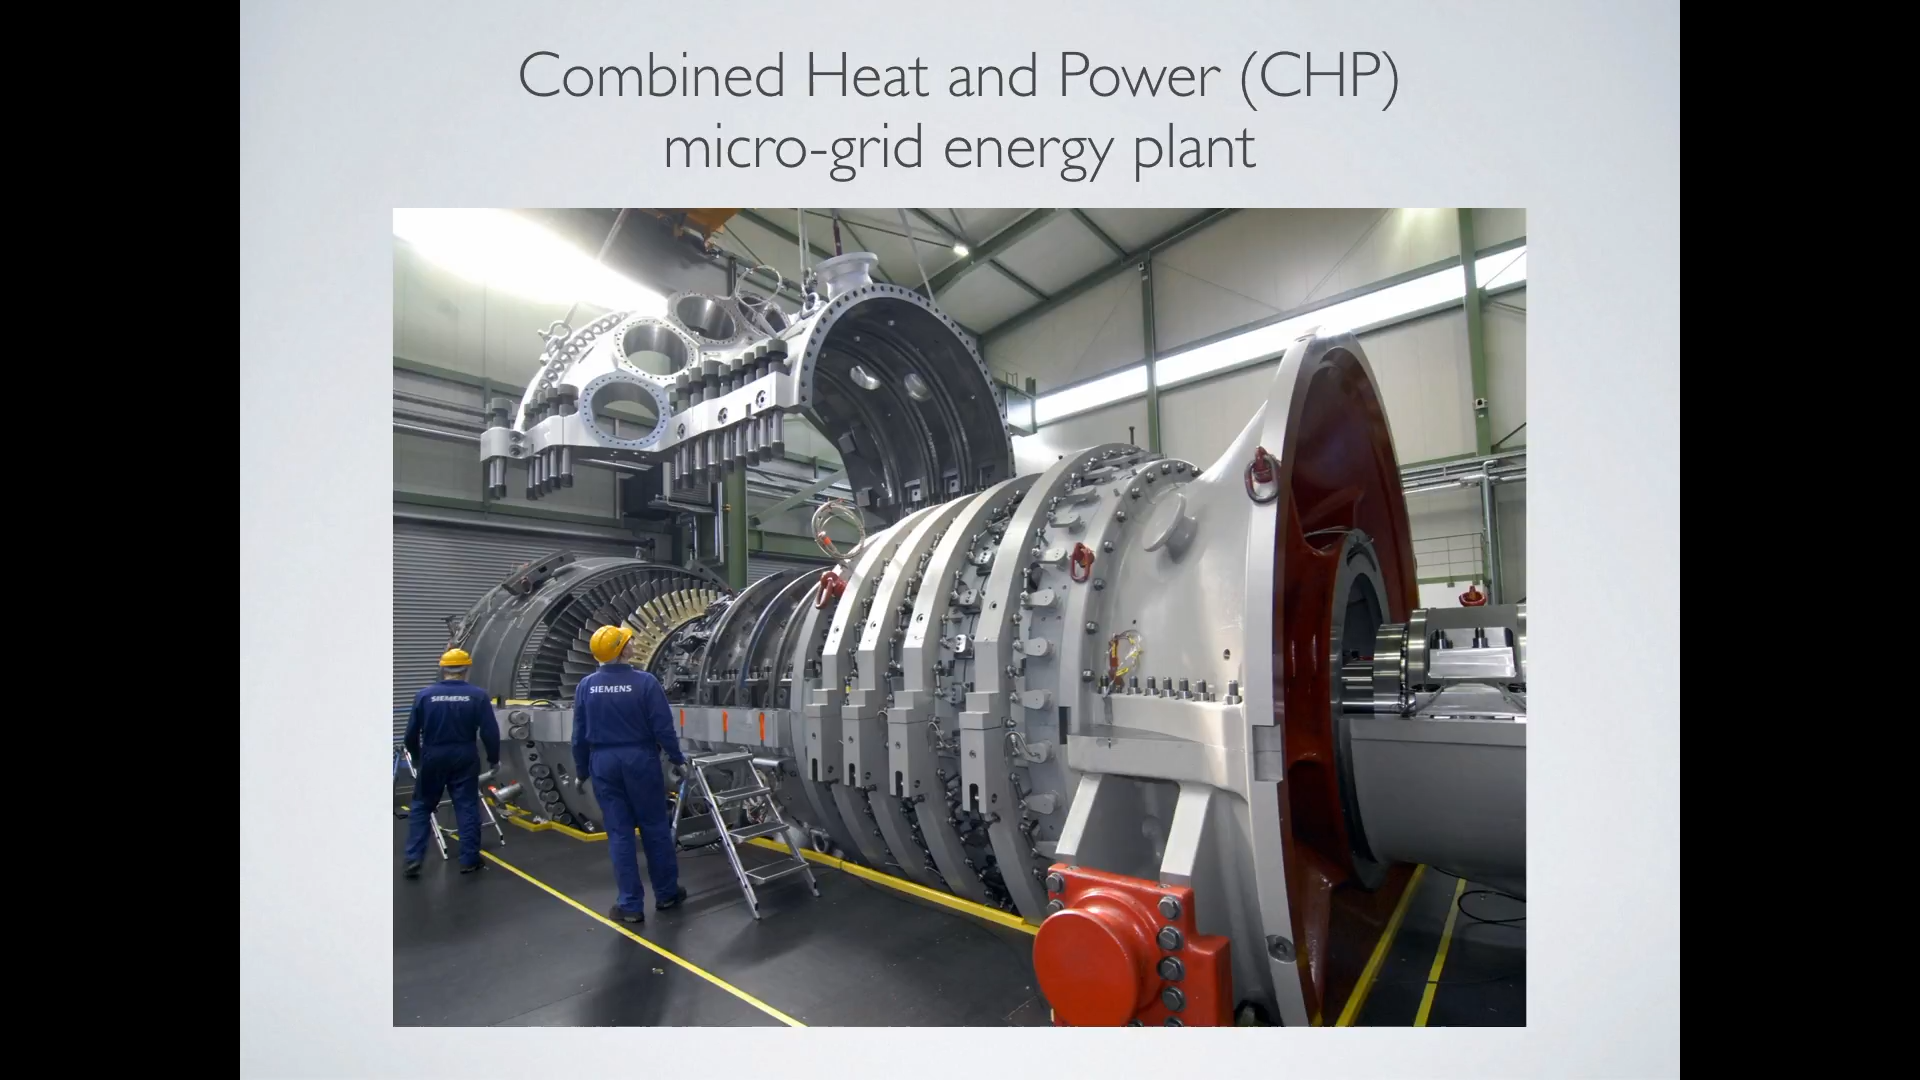 Combined Heat and Power (CHP)
micro-grid energy plant
SIEMENS
SIEMENS